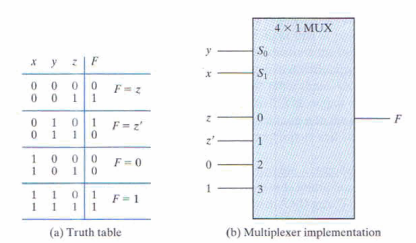 x y z F
0 0 0 0
0 0 1 1
F = z
0 1 0 1
0 1 1 0
F = z'
1 0 0 0
1 0 1 0
F = 0
1 1 0 1
1 1 1 1
F = 1
(a) Truth table
4 × 1 MUX
y S0
x S1
z 0
F
z' 1
0 2
1 3
(b) Multiplexer implementation